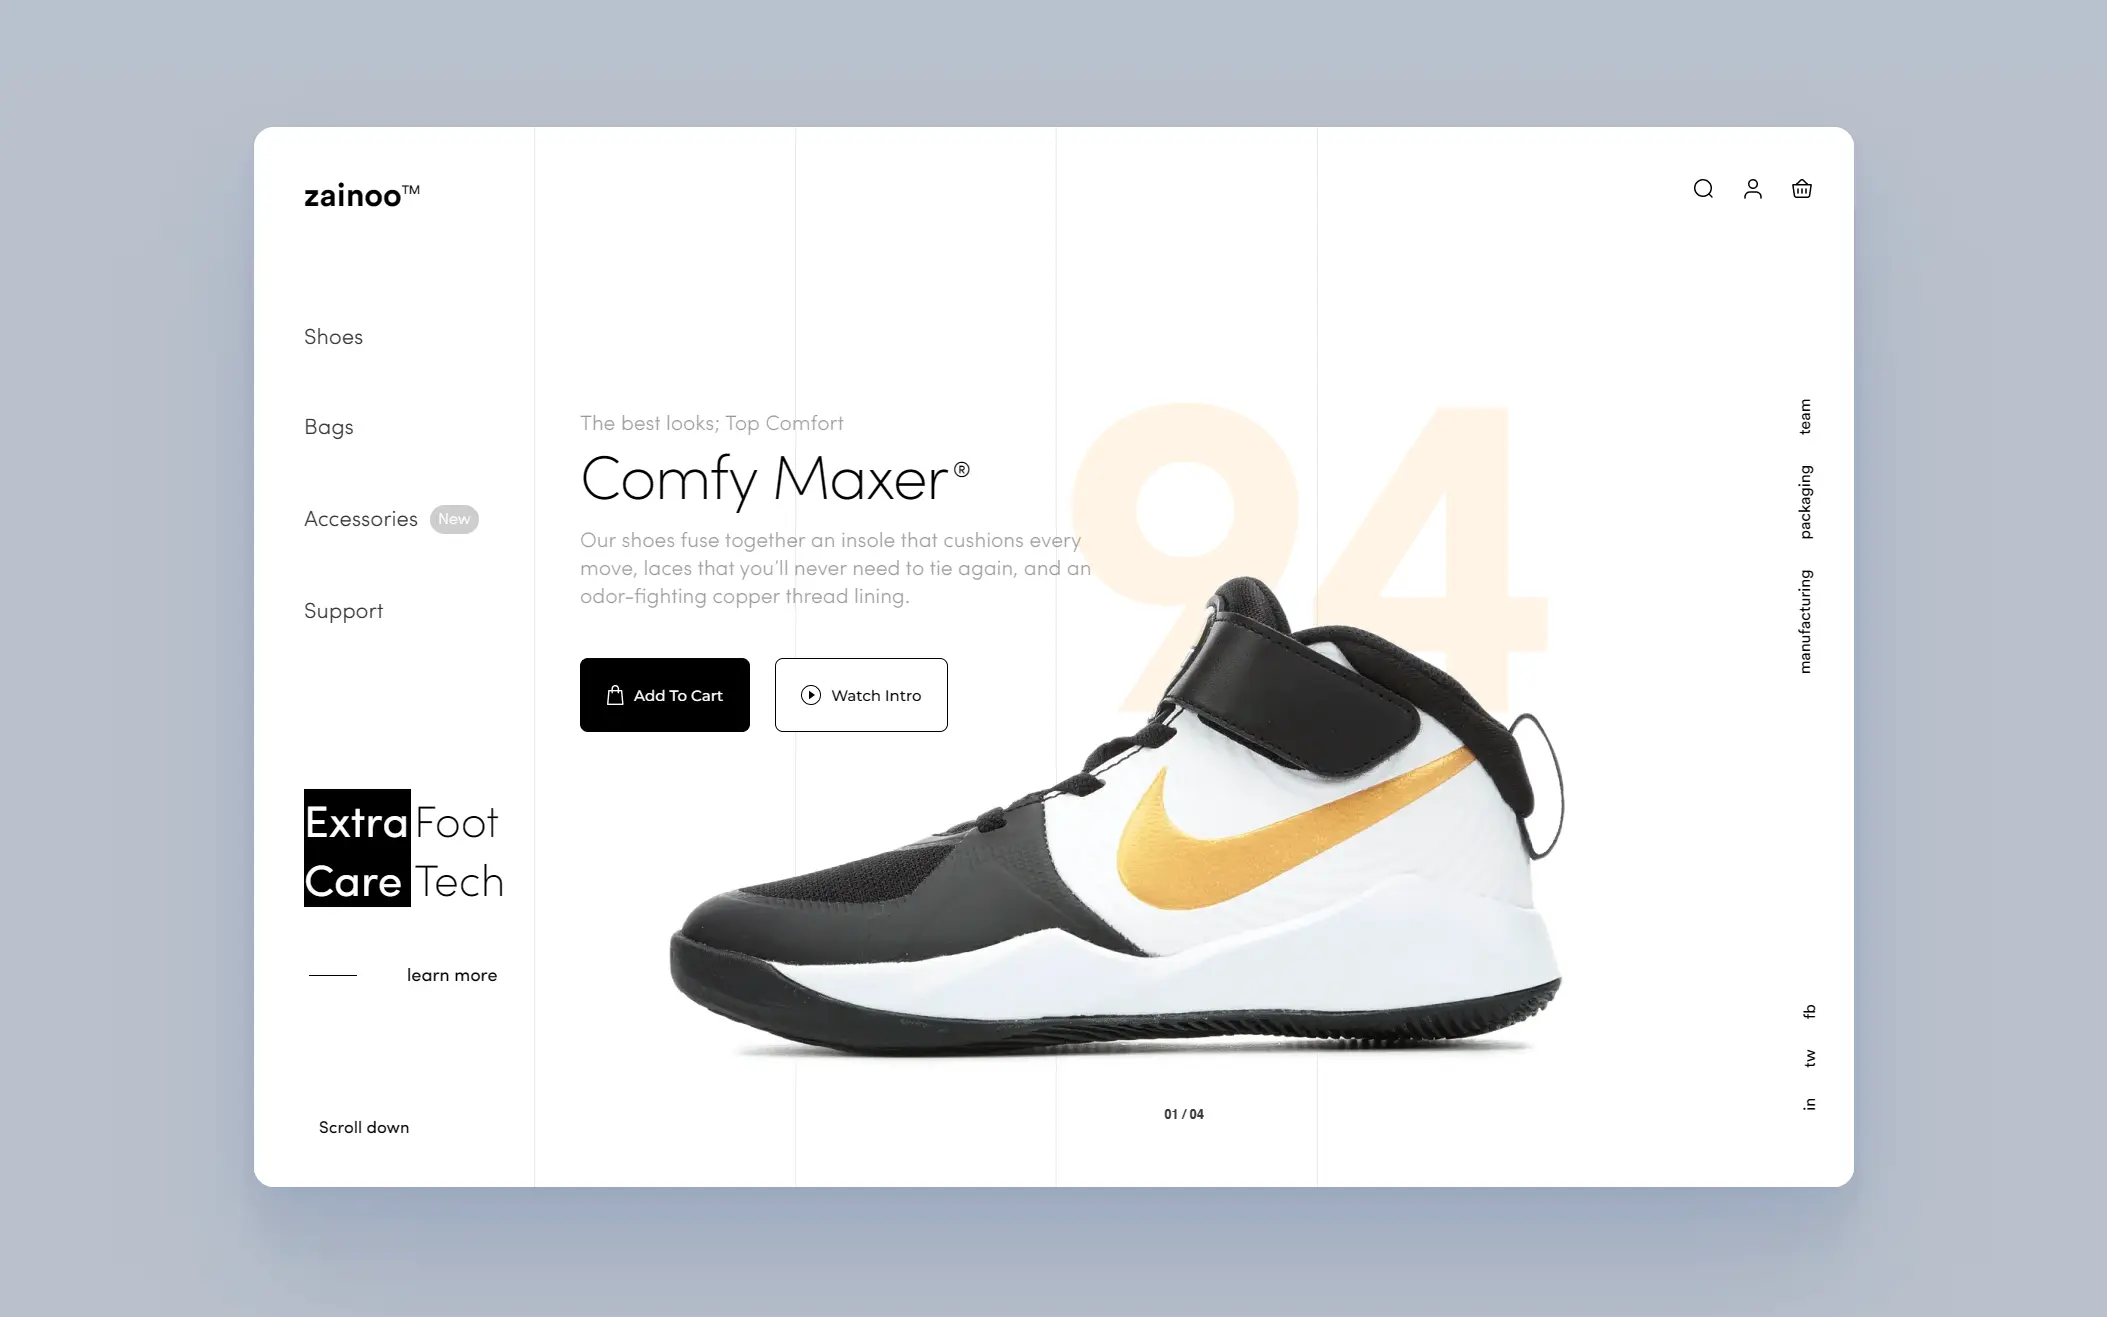 zainoo™
Shoes
Bags
Accessories New
Support
Extra Foot
Care Tech
learn more
Scroll down
The best looks; Top Comfort
Comfy Maxer®
Our shoes fuse together an insole that cushions every
move, laces that you'll never need to tie again, and an
odor-fighting copper thread lining.
Add To Cart
Watch Intro
94
01 / 04
team
packaging
manufacturing
fb
tw
in